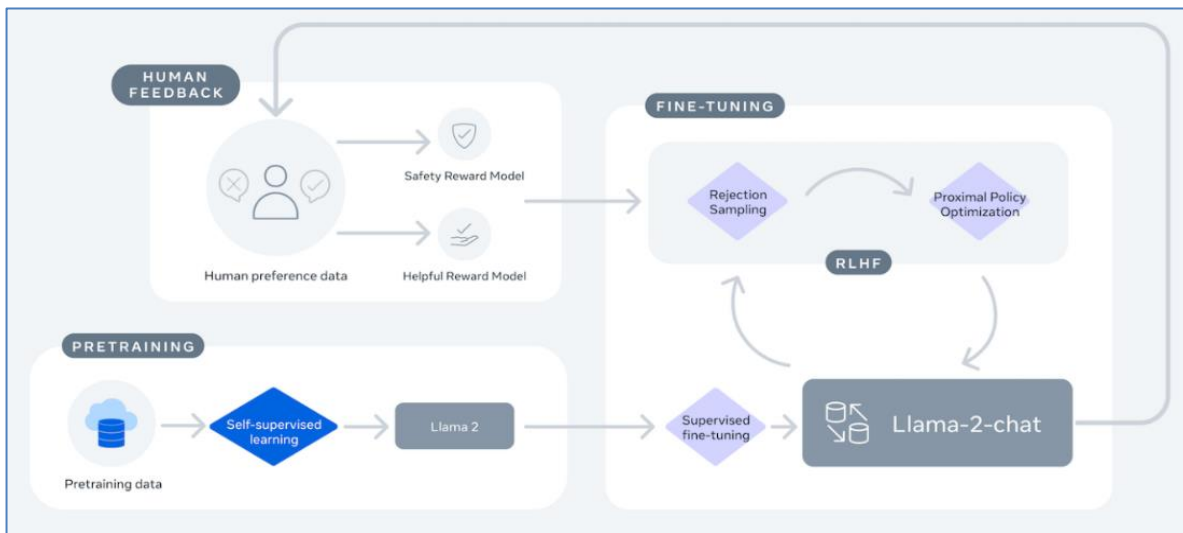 HUMAN
FEEDBACK
Safety Reward Model
Human preference data
Helpful Reward Model
FINE-TUNING
Rejection
Sampling
Proximal Policy
Optimization
RLHF
PRETRAINING
Self-supervised
learning
Llama 2
Pretraining data
Supervised
fine-tuning
Llama-2-chat